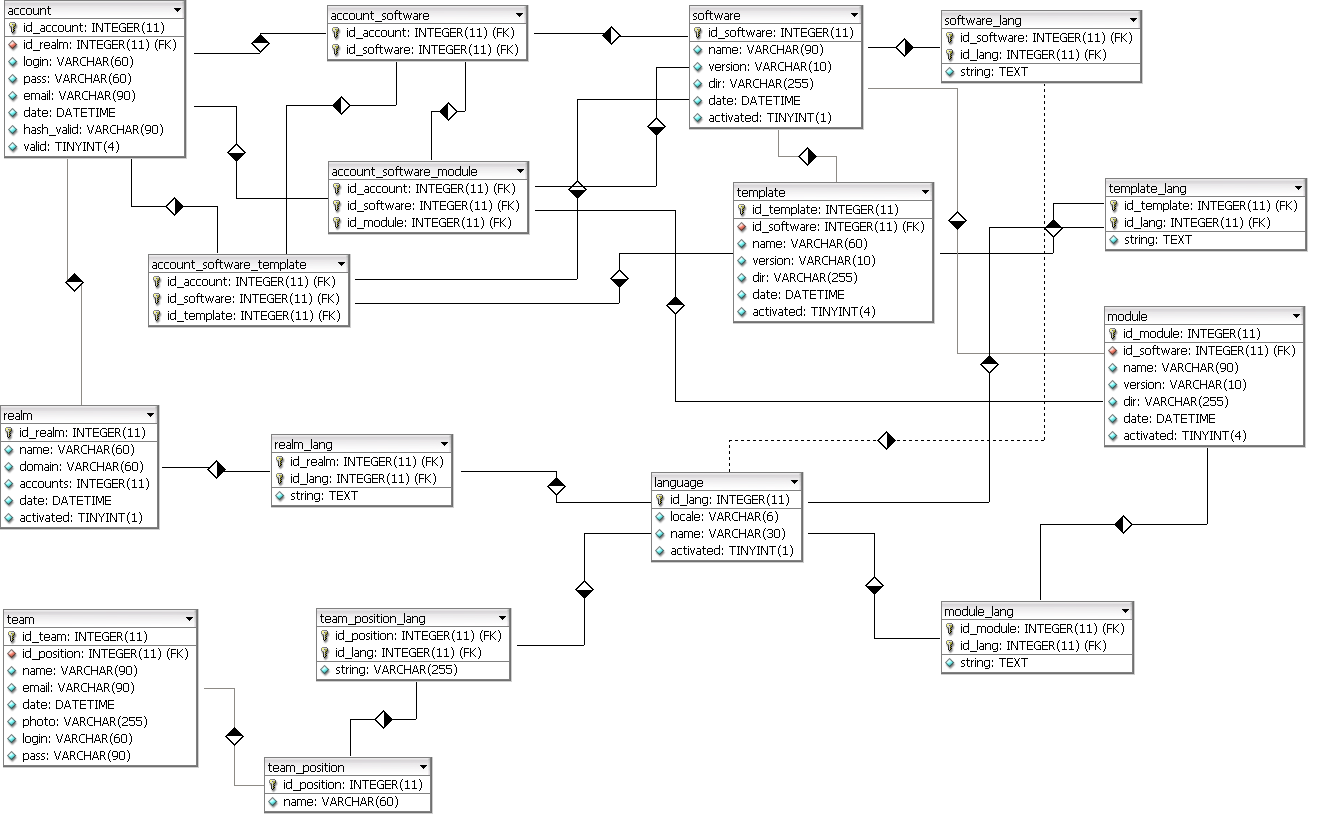 account
id_account: INTEGER(11)
id_realm: INTEGER(11) (FK)
login: VARCHAR(60)
pass: VARCHAR(60)
email: VARCHAR(90)
date: DATETIME
hash_valid: VARCHAR(90)
valid: TINYINT(4)
account_software
id_account: INTEGER(11) (FK)
id_software: INTEGER(11) (FK)
software
id_software: INTEGER(11)
name: VARCHAR(90)
version: VARCHAR(10)
dir: VARCHAR(255)
date: DATETIME
activated: TINYINT(1)
software_lang
id_software: INTEGER(11) (FK)
id_lang: INTEGER(11) (FK)
string: TEXT
account_software_module
id_account: INTEGER(11) (FK)
id_software: INTEGER(11) (FK)
id_module: INTEGER(11) (FK)
template
id_template: INTEGER(11)
id_software: INTEGER(11) (FK)
name: VARCHAR(60)
version: VARCHAR(10)
dir: VARCHAR(255)
date: DATETIME
activated: TINYINT(4)
template_lang
id_template: INTEGER(11) (FK)
id_lang: INTEGER(11) (FK)
string: TEXT
account_software_template
id_account: INTEGER(11) (FK)
id_software: INTEGER(11) (FK)
id_template: INTEGER(11) (FK)
module
id_module: INTEGER(11)
id_software: INTEGER(11) (FK)
name: VARCHAR(90)
version: VARCHAR(10)
dir: VARCHAR(255)
date: DATETIME
activated: TINYINT(4)
realm
id_realm: INTEGER(11)
name: VARCHAR(60)
domain: VARCHAR(60)
accounts: INTEGER(11)
date: DATETIME
activated: TINYINT(1)
realm_lang
id_realm: INTEGER(11) (FK)
id_lang: INTEGER(11) (FK)
string: TEXT
language
id_lang: INTEGER(11)
locale: VARCHAR(6)
name: VARCHAR(30)
activated: TINYINT(1)
team
id_team: INTEGER(11)
id_position: INTEGER(11) (FK)
name: VARCHAR(90)
email: VARCHAR(90)
date: DATETIME
photo: VARCHAR(255)
login: VARCHAR(60)
pass: VARCHAR(90)
team_position_lang
id_position: INTEGER(11) (FK)
id_lang: INTEGER(11) (FK)
string: VARCHAR(255)
module_lang
id_module: INTEGER(11) (FK)
id_lang: INTEGER(11) (FK)
string: TEXT
team_position
id_position: INTEGER(11)
name: VARCHAR(60)